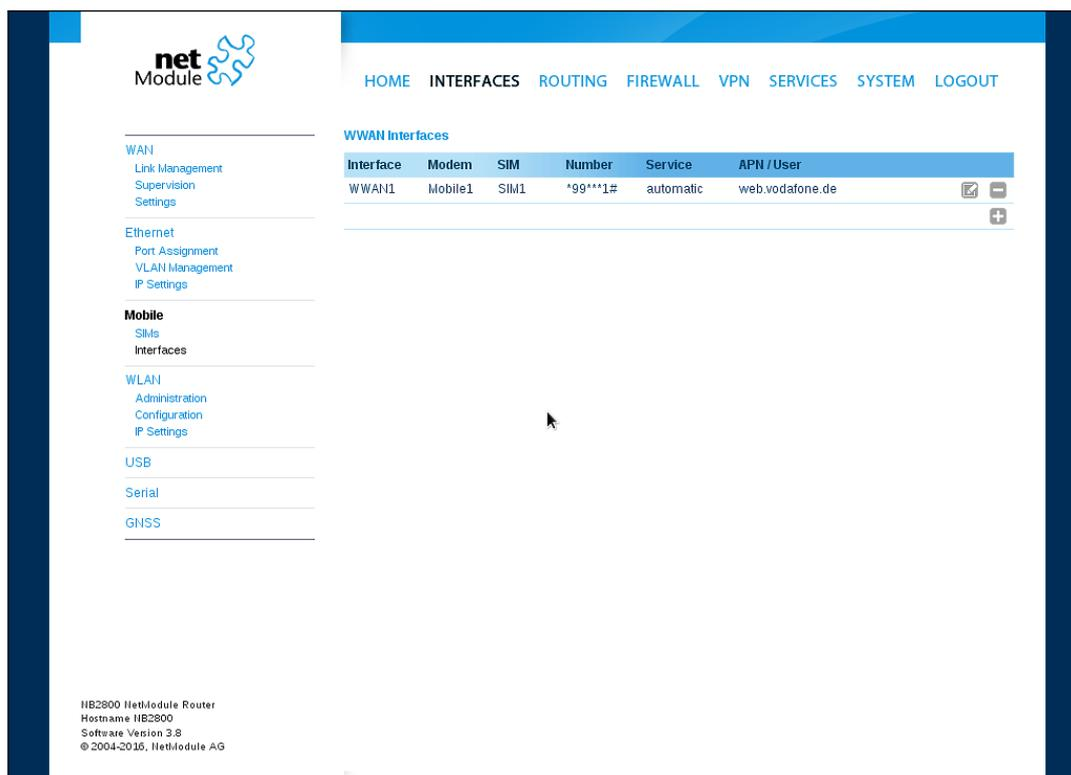 net
Module
HOME INTERFACES ROUTING FIREWALL VPN SERVICES SYSTEM LOGOUT
WAN
Link Management
Supervision
Settings
Ethernet
Port Assignment
VLAN Management
IP Settings
Mobile
SIMs
Interfaces
WLAN
Administration
Configuration
IP Settings
USB
Serial
GNSS
WWAN Interfaces
Interface Modem SIM Number Service APN / User
WWAN1 Mobile1 SIM1 *99***1# automatic web.vodafone.de
NB2800 NetModule Router
Hostname NB2800
Software Version 3.8
© 2004-2016, NetModule AG